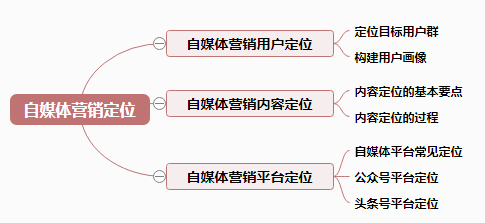 自媒体营销定位
自媒体营销用户定位
定位目标用户群
构建用户画像
自媒体营销内容定位
内容定位的基本要点
内容定位的过程
自媒体营销平台定位
自媒体平台常见定位
公众号平台定位
头条号平台定位